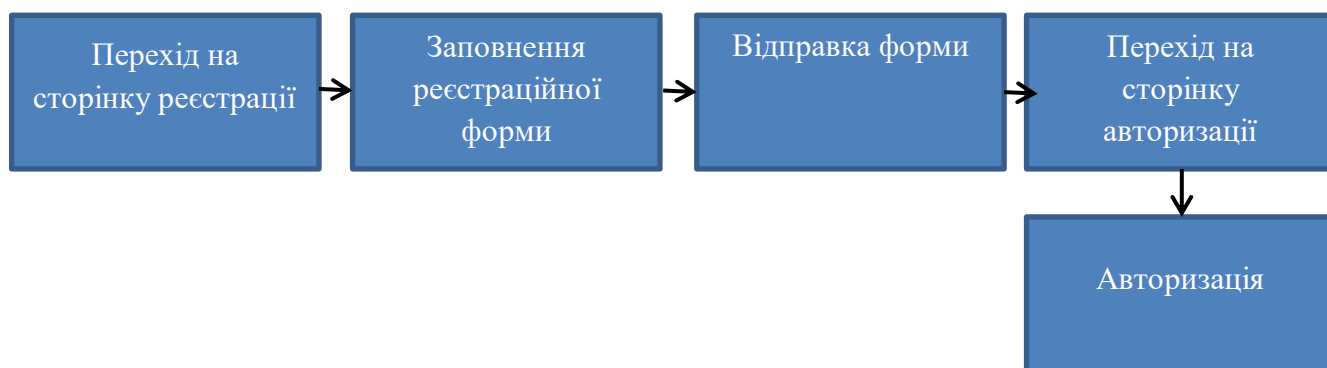 Перехід на
сторінку реєстрації
Заповнення
реєстраційної
форми
Відправка форми
Перехід на
сторінку
авторизації
Авторизація